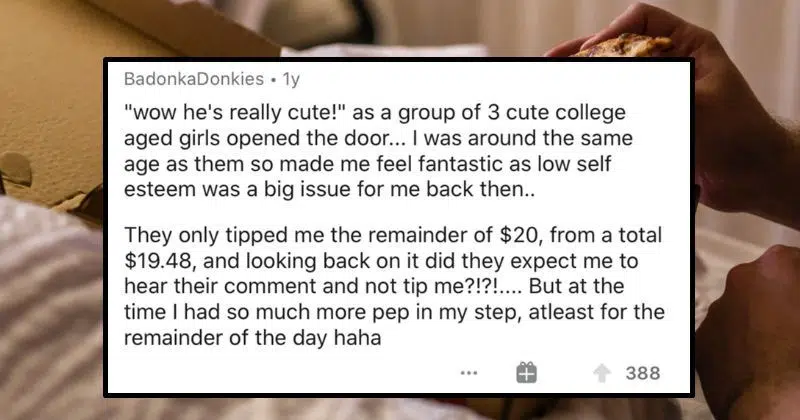 BadonkaDonkies • 1y
"wow he's really cute!" as a group of 3 cute college
aged girls opened the door... I was around the same
age as them so made me feel fantastic as low self
esteem was a big issue for me back then..
They only tipped me the remainder of $20, from a total
$19.48, and looking back on it did they expect me to
hear their comment and not tip me?!?!.... But at the
time I had so much more pep in my step, atleast for the
remainder of the day haha
... 388